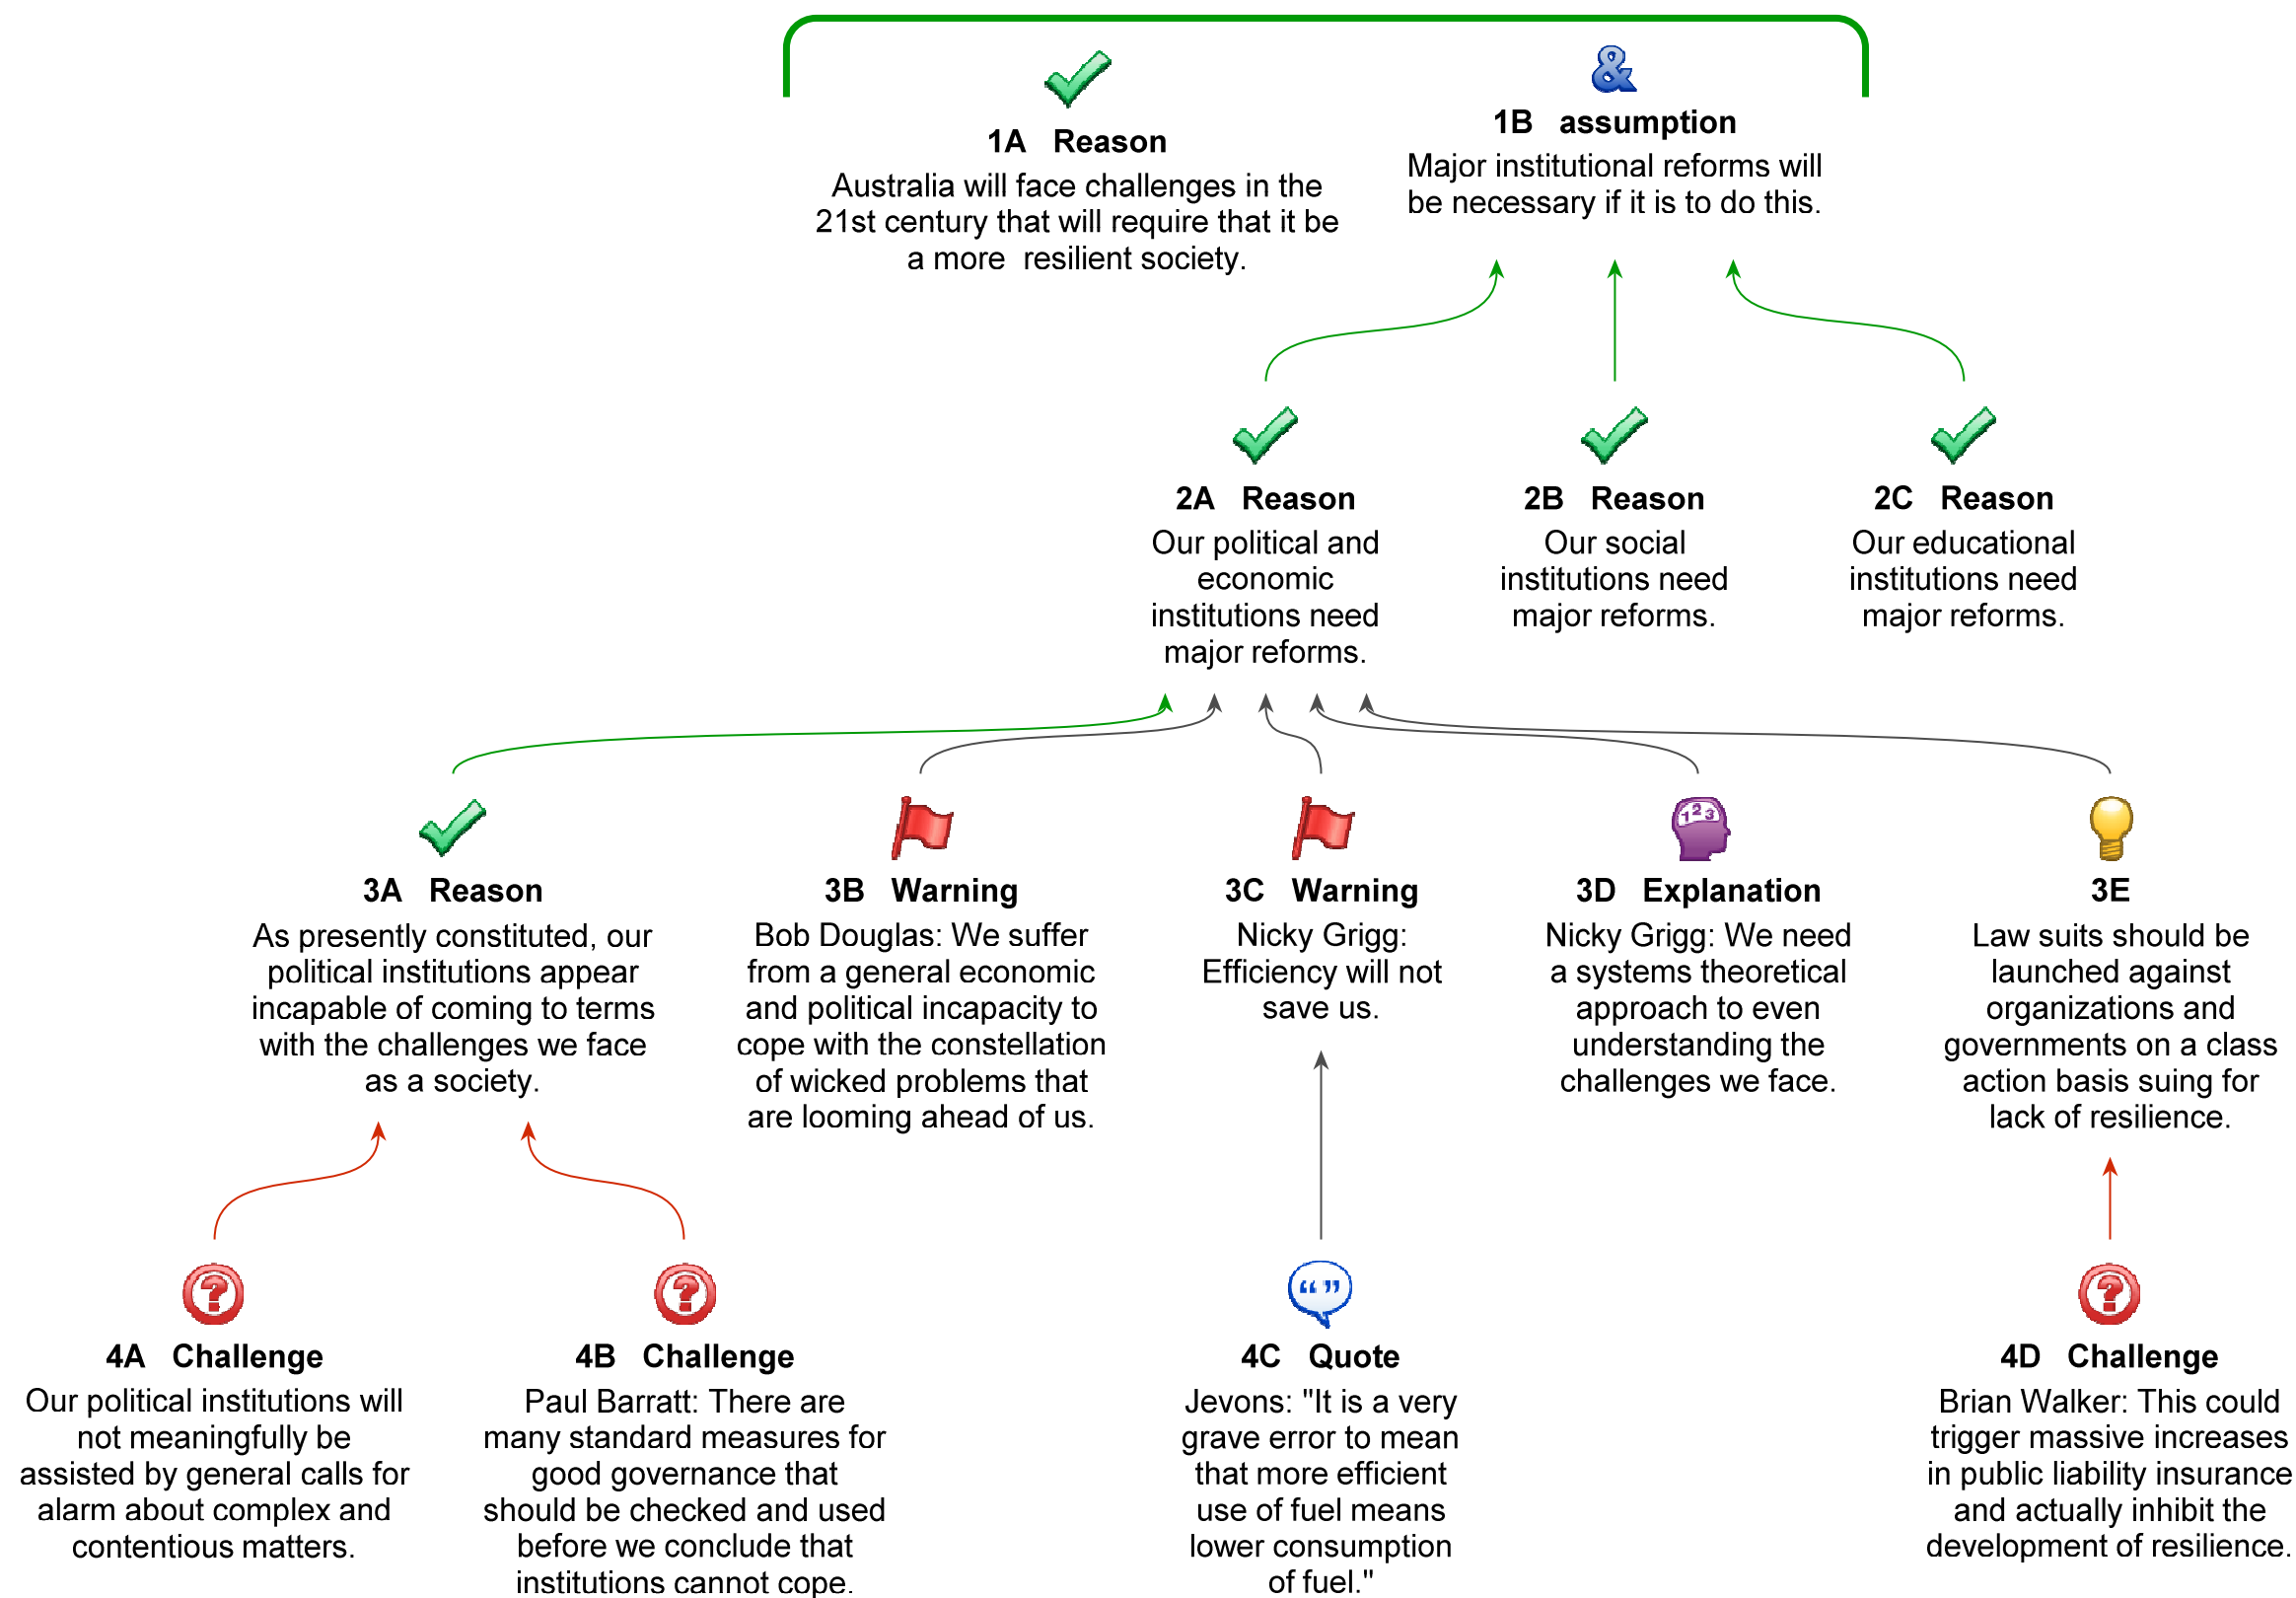 &
1A Reason
Australia will face challenges in the
21st century that will require that it be
a more resilient society.
1B assumption
Major institutional reforms will
be necessary if it is to do this.
2A Reason
Our political and
economic
institutions need
major reforms.
2B Reason
Our social
institutions need
major reforms.
2C Reason
Our educational
institutions need
major reforms.
3A Reason
As presently constituted, our
political institutions appear
incapable of coming to terms
with the challenges we face
as a society.
3B Warning
Bob Douglas: We suffer
from a general economic
and political incapacity to
cope with the constellation
of wicked problems that
are looming ahead of us.
3C Warning
Nicky Grigg:
Efficiency will not
save us.
1 2 3
3D Explanation
Nicky Grigg: We need
a systems theoretical
approach to even
understanding the
challenges we face.
3E
Law suits should be
launched against
organizations and
governments on a class
action basis suing for
lack of resilience.
?
4A Challenge
Our political institutions will
not meaningfully be
assisted by general calls for
alarm about complex and
contentious matters.
?
4B Challenge
Paul Barratt: There are
many standard measures for
good governance that
should be checked and used
before we conclude that
institutions cannot cope.
“ ”
4C Quote
Jevons: "It is a very
grave error to mean
that more efficient
use of fuel means
lower consumption
of fuel."
?
4D Challenge
Brian Walker: This could
trigger massive increases
in public liability insurance
and actually inhibit the
development of resilience.